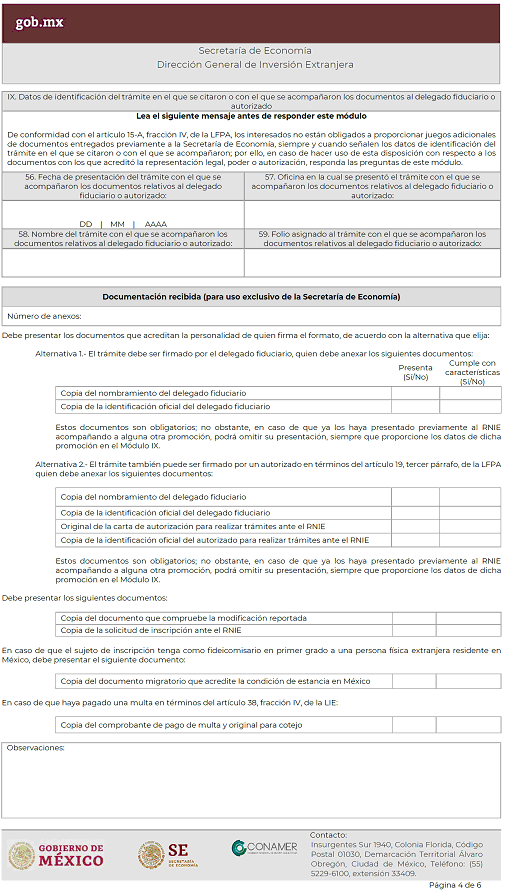 gob.mx
Secretaría de Economía
Dirección General de Inversión Extranjera
IX. Datos de identificación del trámite en el que se citaron o con el que se acompañaron los documentos al delegado fiduciario o
autorizado
Lea el siguiente mensaje antes de responder este módulo
De conformidad con el artículo 15-A, fracción IV, de la LFPA, los interesados no están obligados a proporcionar juegos adicionales
de documentos entregados previamente a la Secretaría de Economía, siempre y cuando señalen los datos de identificación del
trámite en el que se citaron o con el que se acompañaron; por ello, en caso de hacer uso de esta disposición con respecto a los
documentos con los que acreditó la representación legal, poder o autorización, responda las preguntas de este módulo.
56. Fecha de presentación del trámite con el que se
acompañaron los documentos relativos al delegado
fiduciario o autorizado:
57. Oficina en la cual se presentó el trámite con el que se
acompañaron los documentos relativos al delegado fiduciario o
autorizado:
DD | MM | AAAA
58. Nombre del trámite con el que se acompañaron los
documentos relativos al delegado fiduciario o autorizado:
59. Folio asignado al trámite con el que se acompañaron los
documentos relativos al delegado fiduciario o autorizado:
Documentación recibida (para uso exclusivo de la Secretaría de Economía)
Número de anexos:
Debe presentar los documentos que acreditan la personalidad de quien firma el formato, de acuerdo con la alternativa que elija:
Alternativa 1.- El trámite debe ser firmado por el delegado fiduciario, quien debe anexar los siguientes documentos:
Presenta
(Sí/No)
Cumple con
características
(Sí/No)
Copia del nombramiento del delegado fiduciario
Copia de la identificación oficial del delegado fiduciario
Estos documentos son obligatorios; no obstante, en caso de que ya los haya presentado previamente al RNIE
acompañando a alguna otra promoción, podrá omitir su presentación, siempre que proporcione los datos de dicha
promoción en el Módulo IX.
Alternativa 2.- El trámite también puede ser firmado por un autorizado en términos del artículo 19, tercer párrafo, de la LFPA
quien debe anexar los siguientes documentos:
Copia del nombramiento del delegado fiduciario
Copia de la identificación oficial del delegado fiduciario
Original de la carta de autorización para realizar trámites ante el RNIE
Copia de la identificación oficial del autorizado para realizar trámites ante el RNIE
Estos documentos son obligatorios; no obstante, en caso de que ya los haya presentado previamente al RNIE
acompañando a alguna otra promoción, podrá omitir su presentación, siempre que proporcione los datos de dicha
promoción en el Módulo IX.
Debe presentar los siguientes documentos:
Copia del documento que compruebe la modificación reportada
Copia de la solicitud de inscripción ante el RNIE
En caso de que el sujeto de inscripción tenga como fideicomisario en primer grado a una persona física extranjera residente en
México, debe presentar el siguiente documento:
Copia del documento migratorio que acredite la condición de estancia en México
En caso de que haya pagado una multa en términos del artículo 38, fracción IV, de la LIE:
Copia del comprobante de pago de multa y original para cotejo
Observaciones:
GOBIERNO DE
MÉXICO
SE
SECRETARÍA
DE ECONOMÍA
CONAMER
Contacto:
Insurgentes Sur 1940, Colonia Florida, Código
Postal 01030, Demarcación Territorial Álvaro
Obregón, Ciudad de México, Teléfono: (55)
5229-6100, extensión 33409.
Página 4 de 6